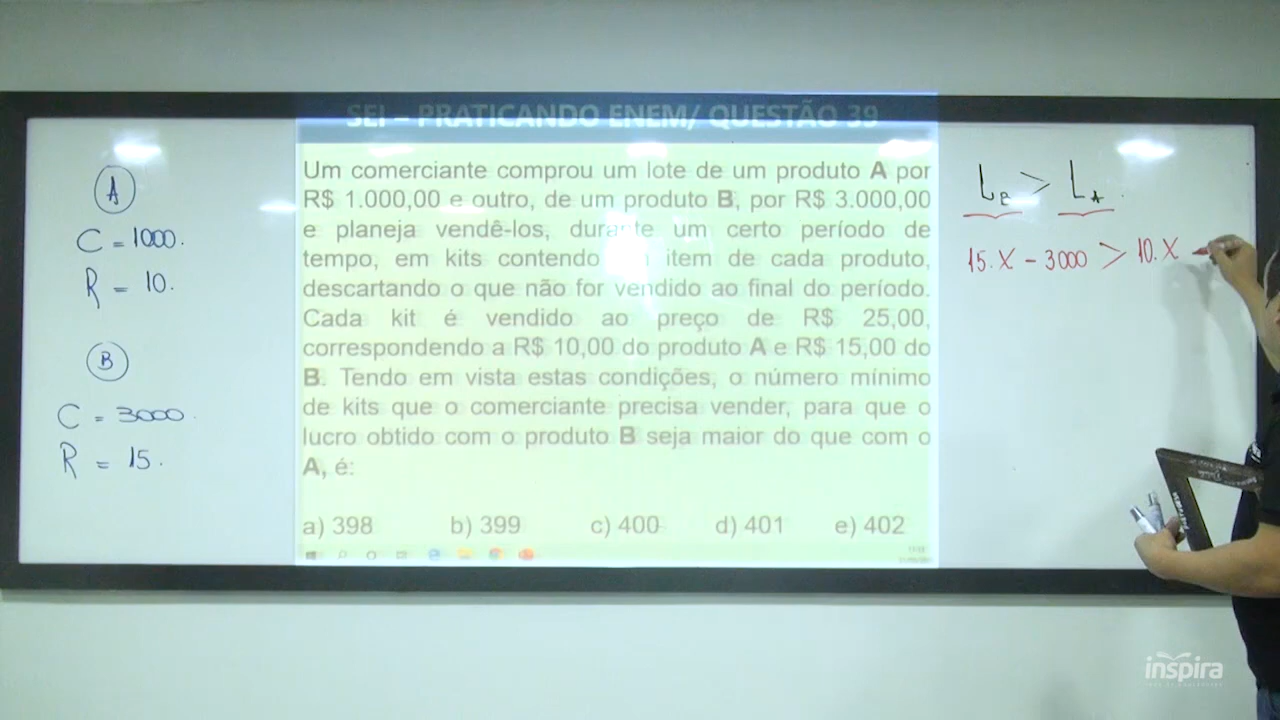 SEI – PRATICANDO ENEM/ QUESTÃO 39
Um comerciante comprou um lote de um produto A por
R$ 1.000,00 e outro, de um produto B, por R$ 3.000,00
e planeja vendê-los, durante um certo período de
tempo, em kits contendo item de cada produto,
descartando o que não for vendido ao final do período.
Cada kit é vendido ao preço de R$ 25,00,
correspondendo a R$ 10,00 do produto A e R$ 15,00 do
B. Tendo em vista estas condições, o número mínimo
de kits que o comerciante precisa vender, para que o
lucro obtido com o produto B seja maior do que com o
A, é:
a) 398 b) 399 c) 400 d) 401 e) 402
A
C = 1000.
R = 10.
B
C = 3000.
R = 15.
L_B > L_A.
15.X - 3000 > 10.X -
inspira